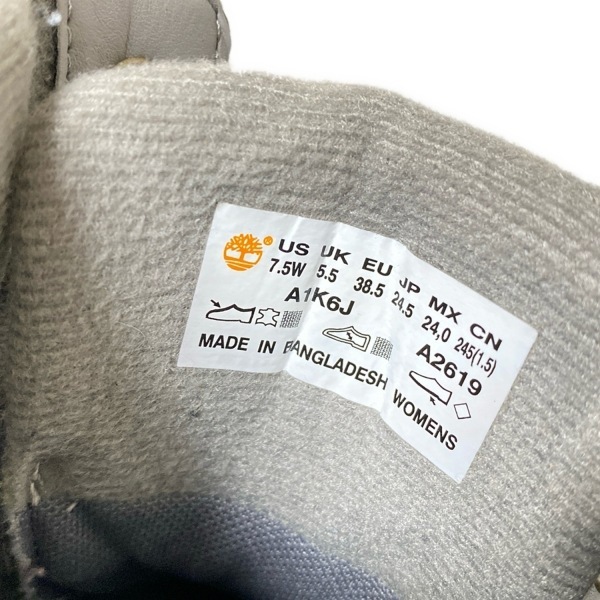 US UK EU JP MX CN
7.5W 5.5 38.5 24.5 24,0 245(1.5)
A1K6J A2619
MADE IN BANGLADESH WOMENS